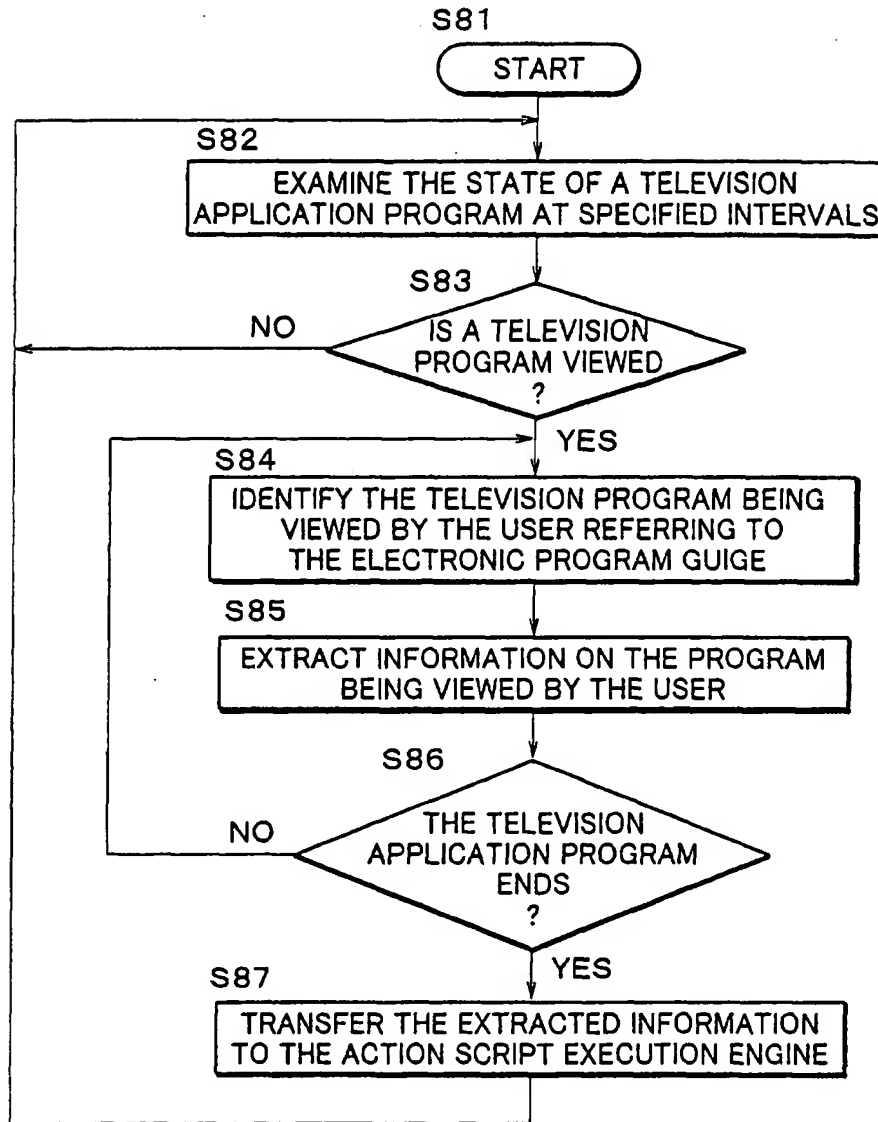 S81
START
S82
EXAMINE THE STATE OF A TELEVISION
APPLICATION PROGRAM AT SPECIFIED INTERVALS
S83
IS A TELEVISION
PROGRAM VIEWED
?
NO
YES
S84
IDENTIFY THE TELEVISION PROGRAM BEING
VIEWED BY THE USER REFERRING TO
THE ELECTRONIC PROGRAM GUIGE
S85
EXTRACT INFORMATION ON THE PROGRAM
BEING VIEWED BY THE USER
S86
THE TELEVISION
APPLICATION PROGRAM
ENDS
?
NO
YES
S87
TRANSFER THE EXTRACTED INFORMATION
TO THE ACTION SCRIPT EXECUTION ENGINE